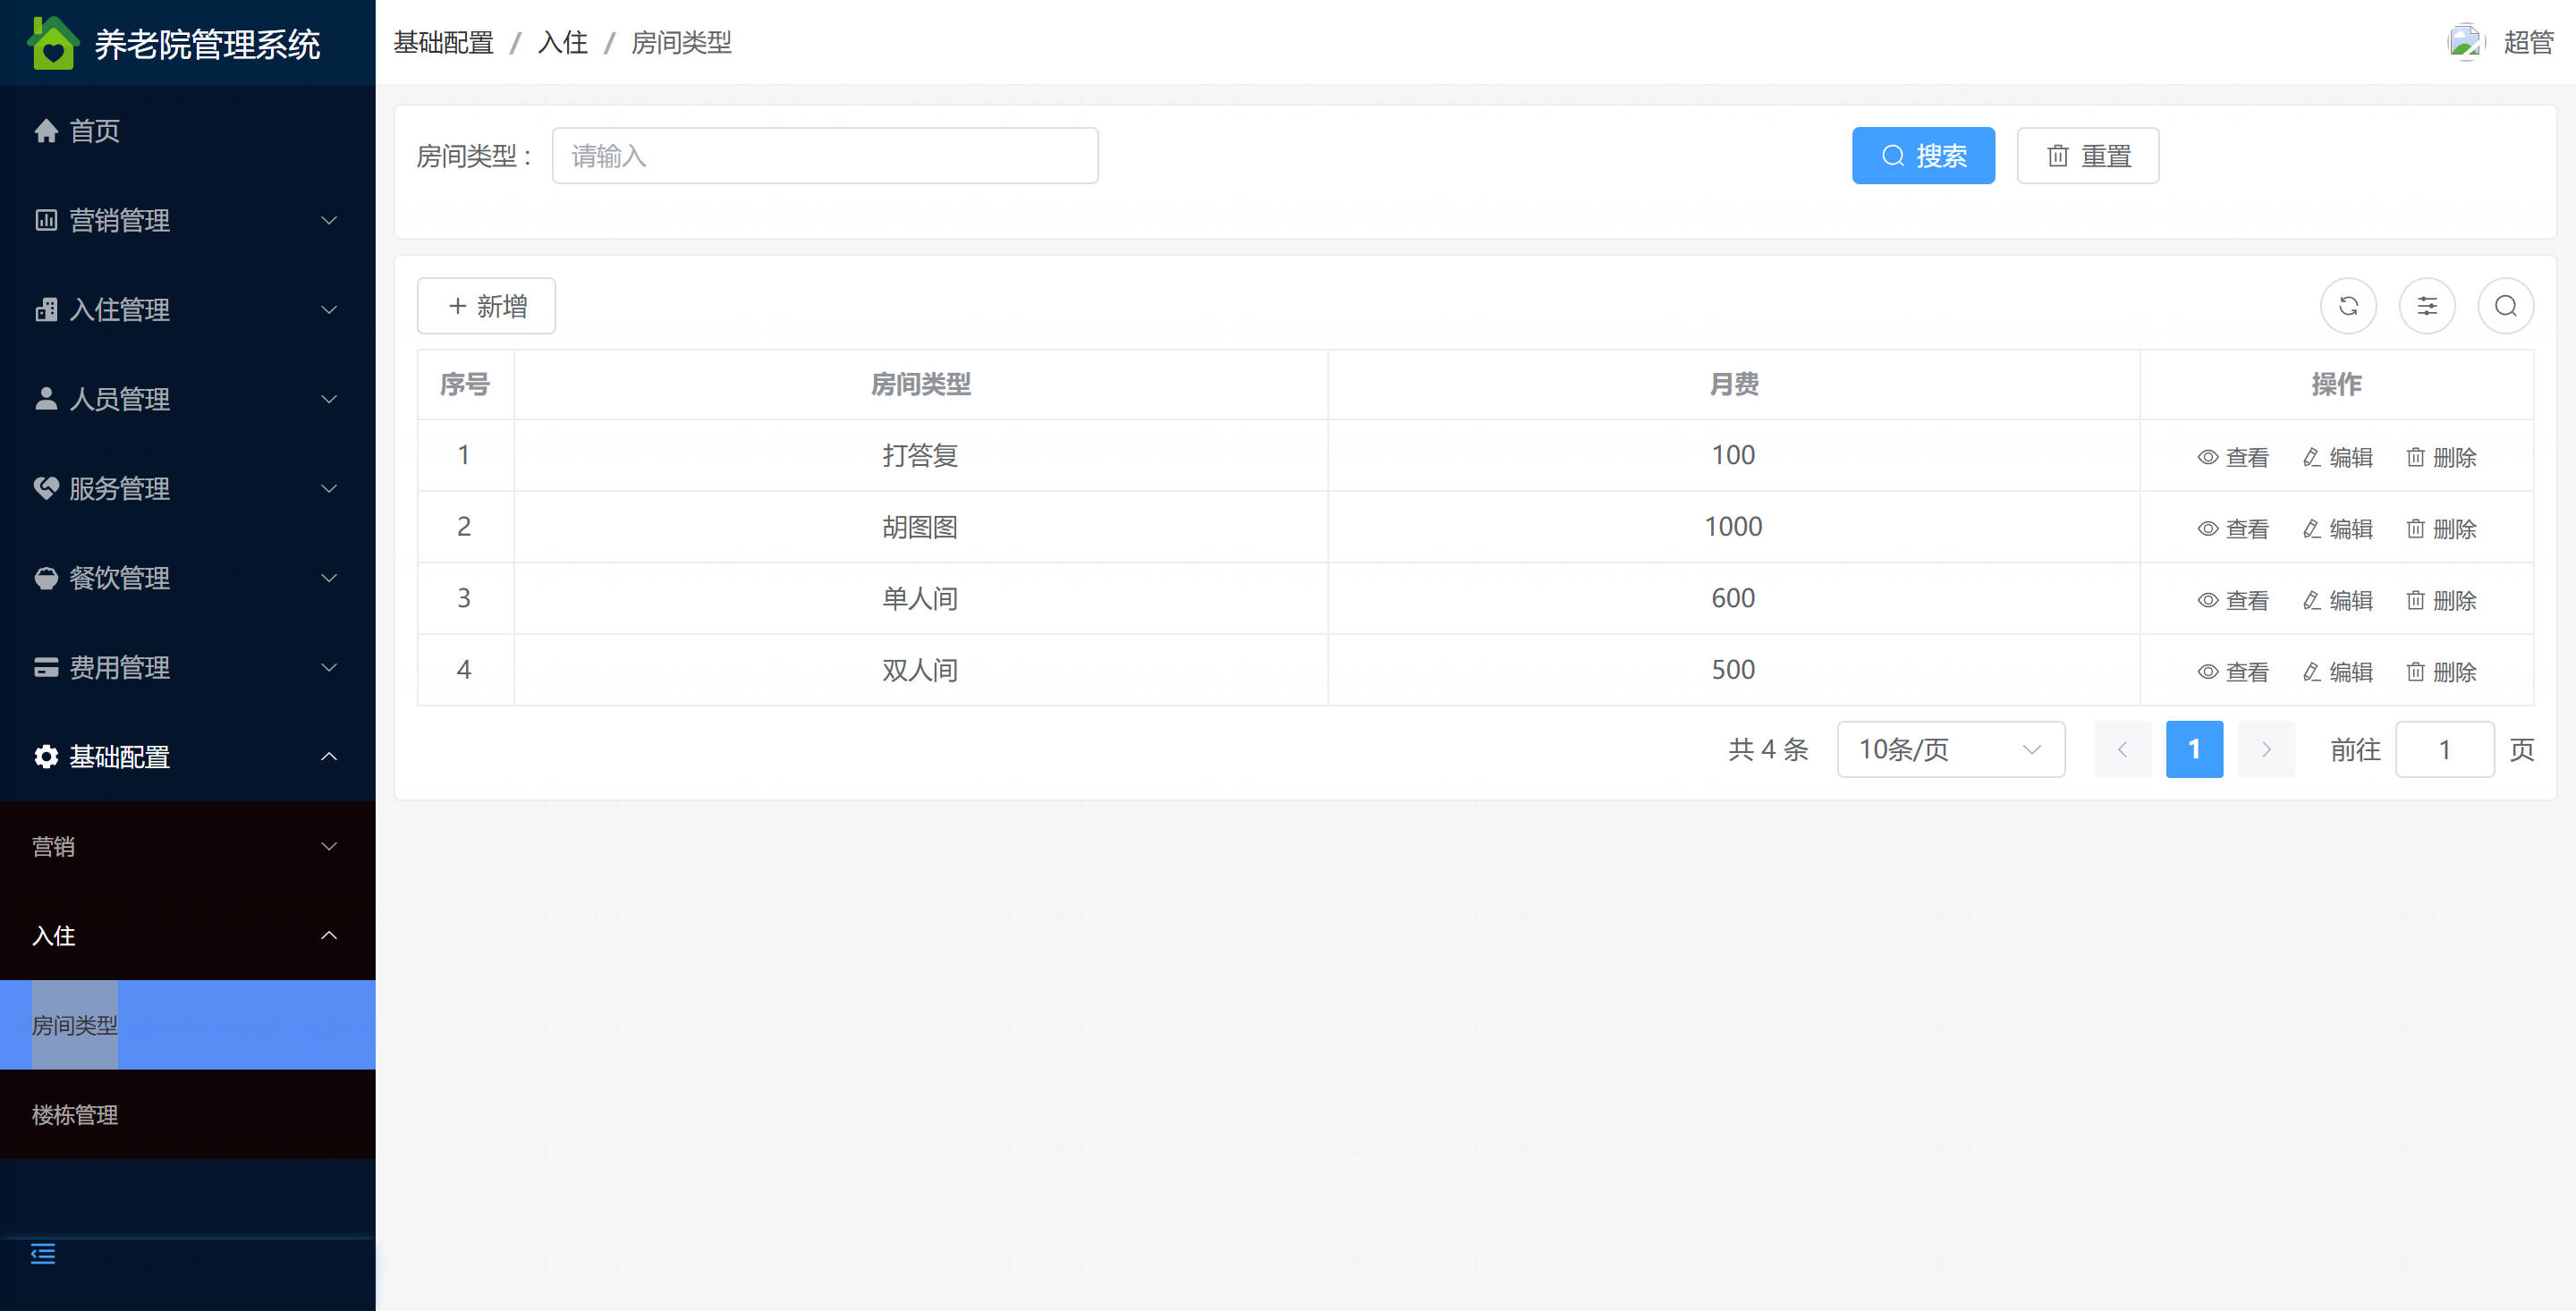 养老院管理系统
基础配置 / 入住 / 房间类型
超管
首页
营销管理
入住管理
人员管理
服务管理
餐饮管理
费用管理
基础配置
营销
入住
房间类型
楼栋管理
房间类型 : 请输入 搜索 重置
+ 新增
序号 房间类型 月费 操作
1 打答复 100 查看 编辑 删除
2 胡图图 1000 查看 编辑 删除
3 单人间 600 查看 编辑 删除
4 双人间 500 查看 编辑 删除
共 4 条 10条/页 < 1 > 前往 1 页